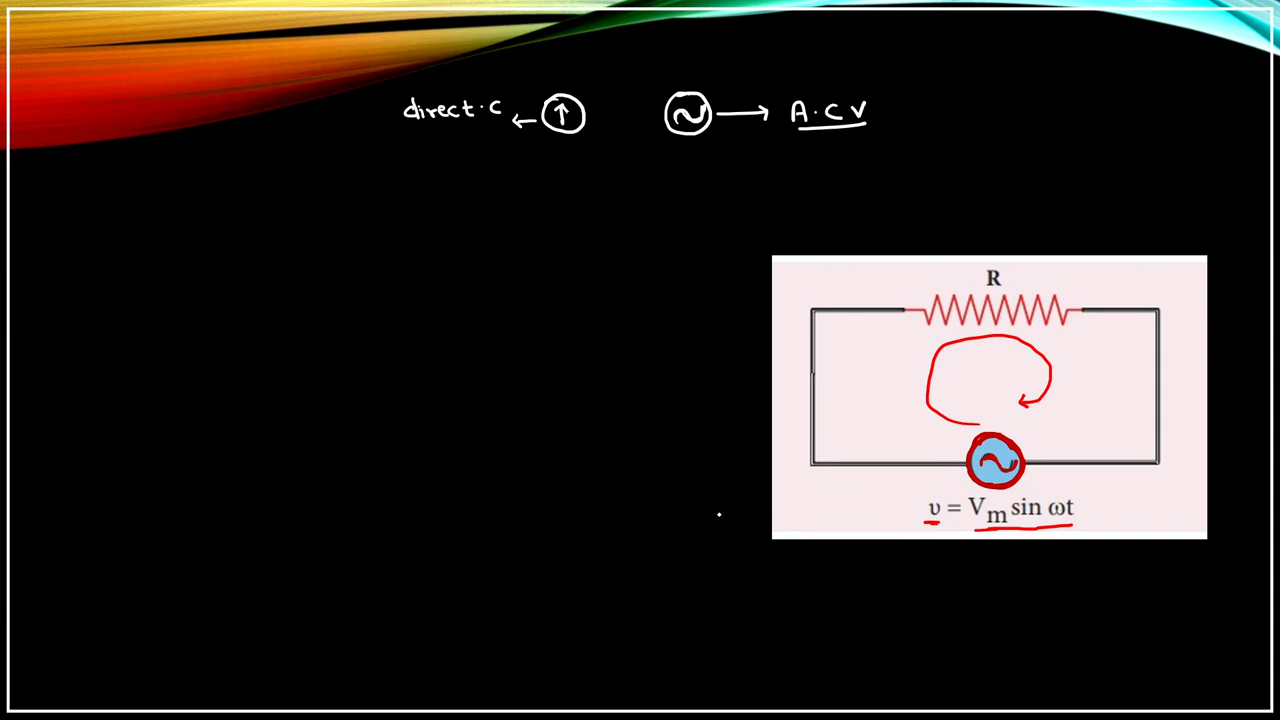 direct.c
A.C V
R
υ = Vm sin ωt